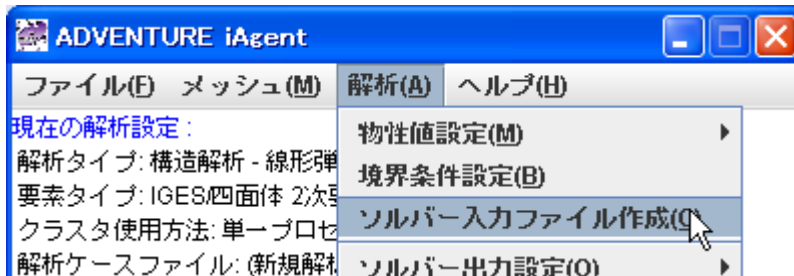 ADVENTURE iAgent
ファイル(F) メッシュ(M) 解析(A) ヘルプ(H)
現在の解析設定 :
解析タイプ: 構造解析 - 線形弾
要素タイプ: IGES/四面体 2次要
クラスタ使用方法: 単一プロセ
解析ケースファイル: (新規解析
物性値設定(M)
境界条件設定(B)
ソルバー入力ファイル作成(
ソルバー出力設定(O)